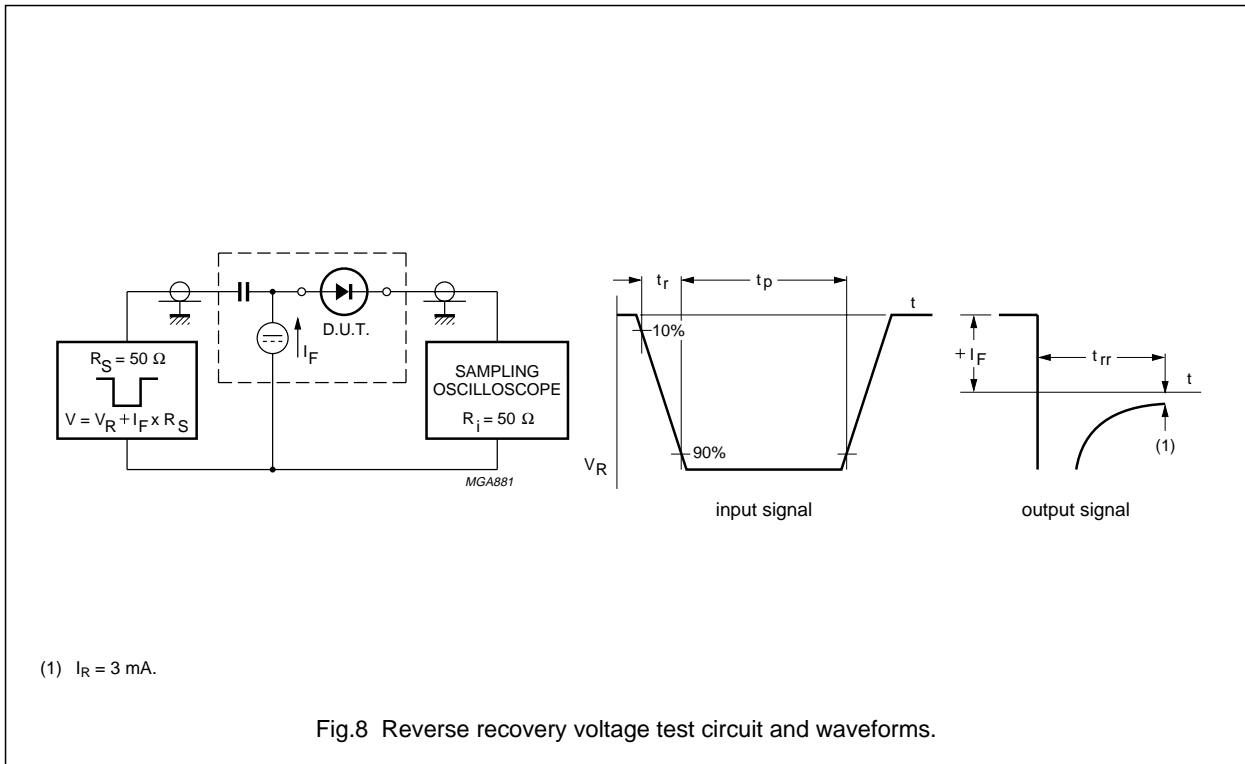 R_S = 50 Ω
V = V_R + I_F x R_S
I_F
D.U.T.
SAMPLING
OSCILLOSCOPE
R_i = 50 Ω
MGA881
t_r
t_p
t
10%
90%
V_R
input signal
+ I_F
t_rr
t
(1)
output signal
(1) I_R = 3 mA.
Fig.8 Reverse recovery voltage test circuit and waveforms.